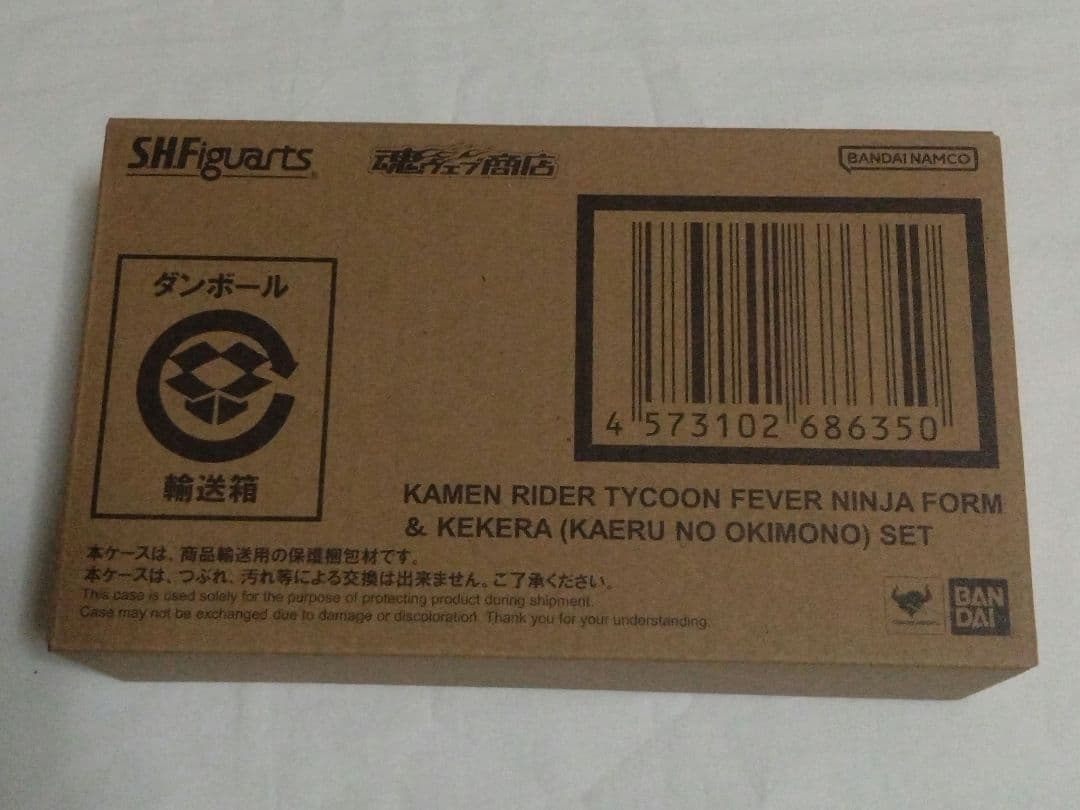 S.H.Figuarts
魂ウェブ商店
BANDAI NAMCO
ダンボール
輸送箱
4 573102 686350
KAMEN RIDER TYCOON FEVER NINJA FORM
& KEKERA (KAERU NO OKIMONO) SET
本ケースは、商品輸送用の保護梱包材です。
本ケースは、つぶれ、汚れ等による交換は出来ません。ご了承ください。
This case is used solely for the purpose of protecting product during shipment.
Case may not be exchanged due to damage or discoloration. Thank you for your understanding.
BAN
DAI